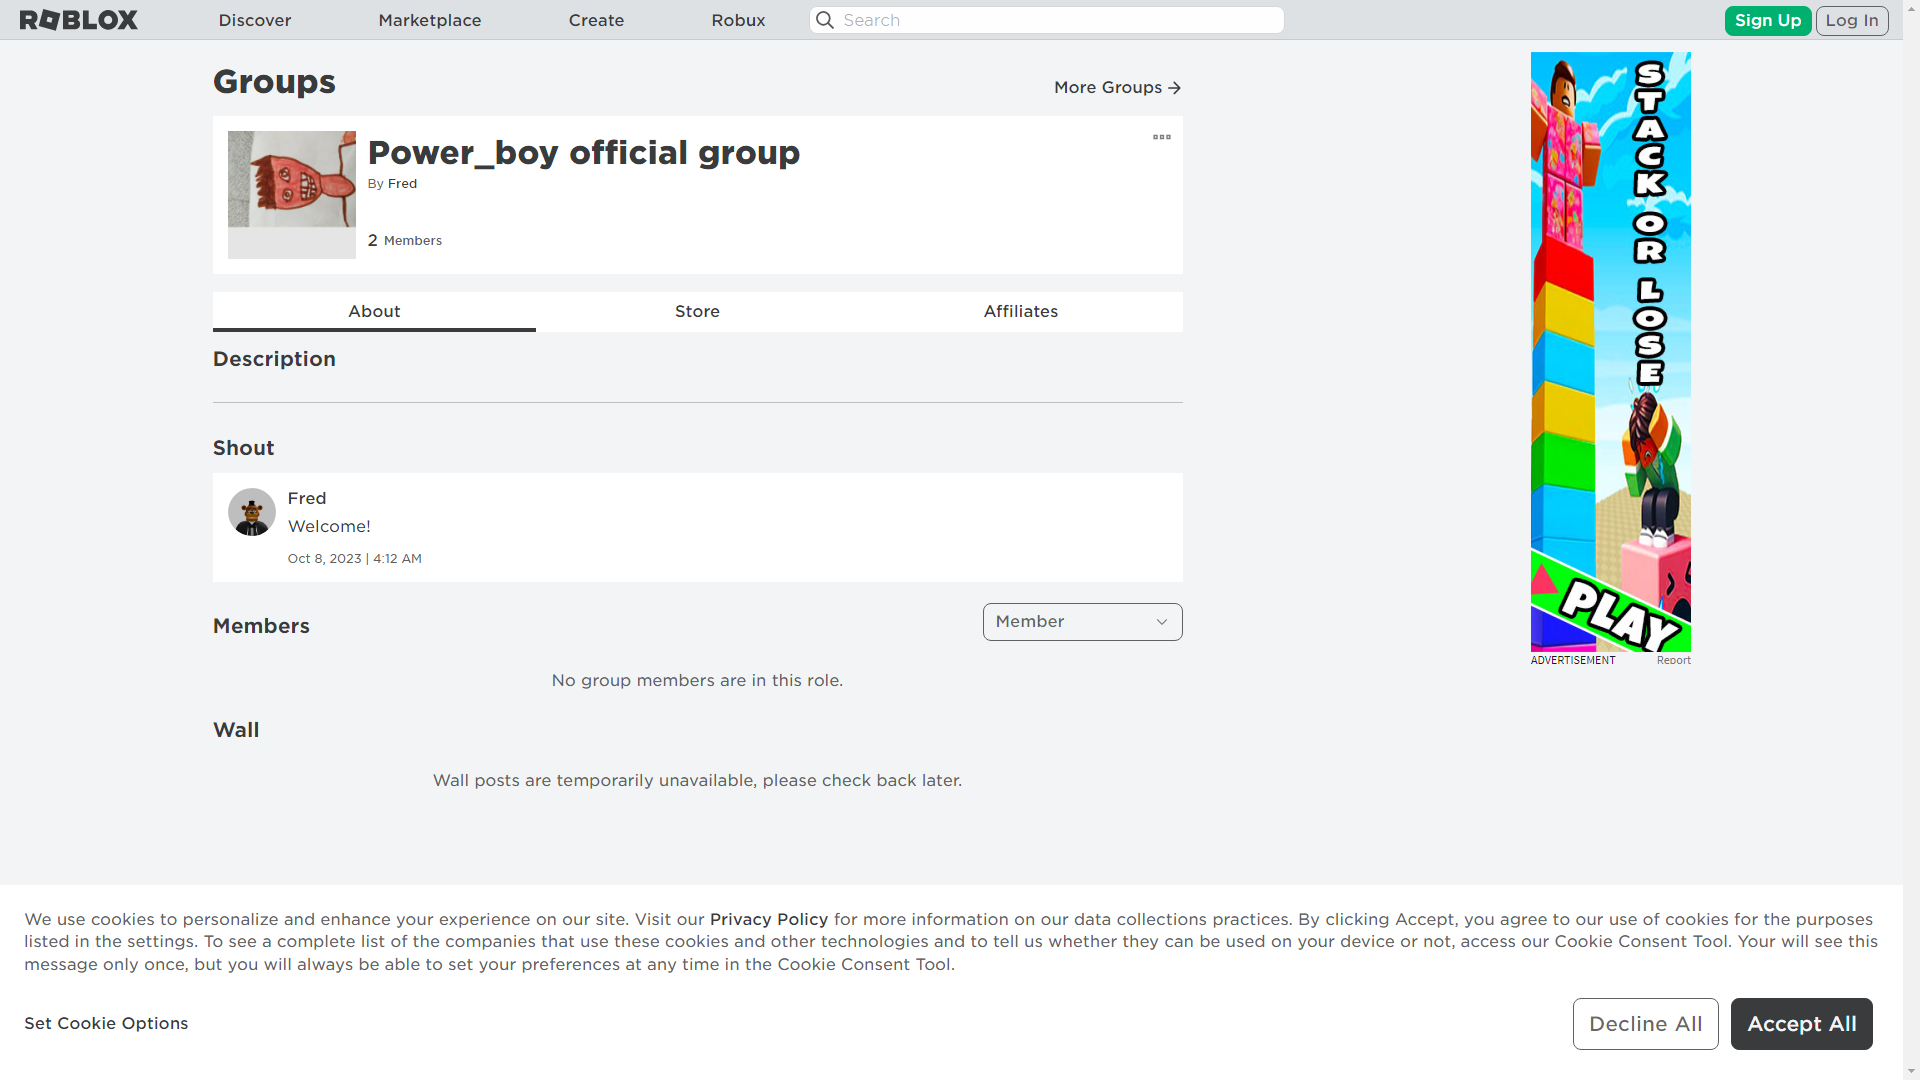 ROBLOX
Discover
Marketplace
Create
Robux
Search
Sign Up
Log In
Groups
More Groups
Power_boy official group
By Fred
2 Members
About
Store
Affiliates
Description
Shout
Fred
Welcome!
Oct 8, 2023 | 4:12 AM
Members
Member
No group members are in this role.
Wall
Wall posts are temporarily unavailable, please check back later.
STACK OR LOSE
PLAY
ADVERTISEMENT
Report
We use cookies to personalize and enhance your experience on our site. Visit our Privacy Policy for more information on our data collections practices. By clicking Accept, you agree to our use of cookies for the purposes
listed in the settings. To see a complete list of the companies that use these cookies and other technologies and to tell us whether they can be used on your device or not, access our Cookie Consent Tool. Your will see this
message only once, but you will always be able to set your preferences at any time in the Cookie Consent Tool.
Set Cookie Options
Decline All
Accept All